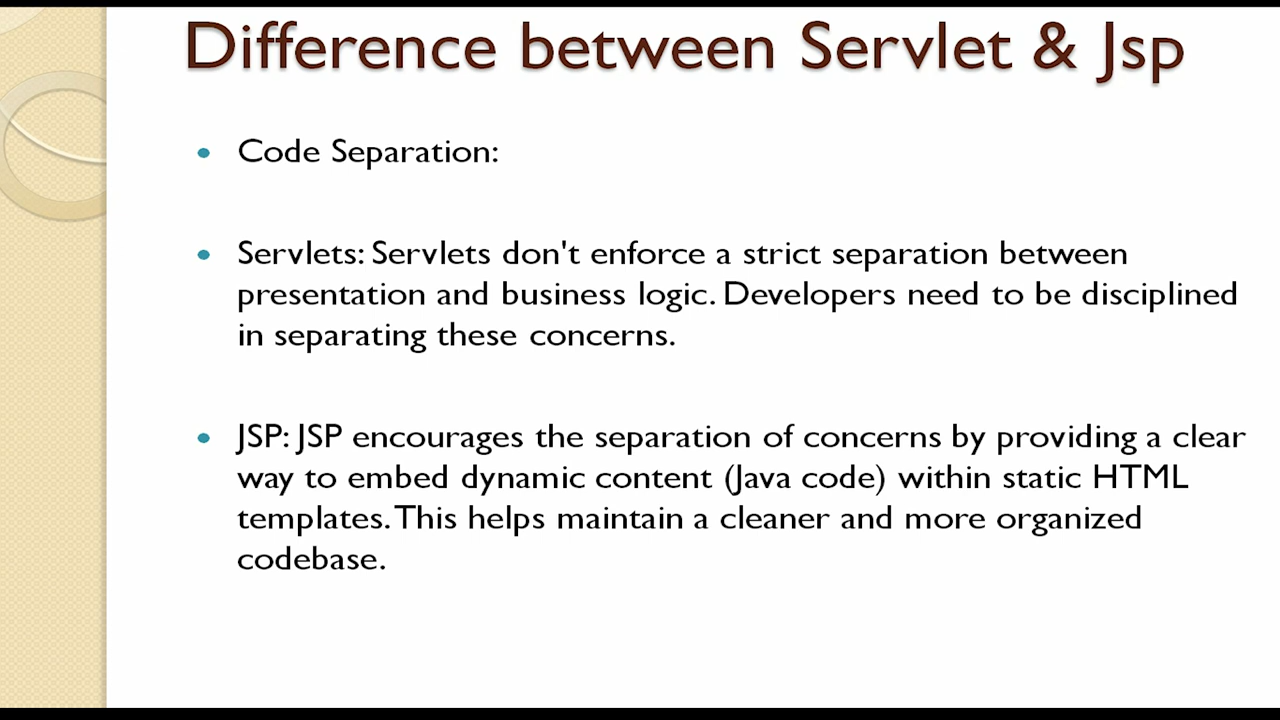 Difference between Servlet & Jsp
• Code Separation:
• Servlets: Servlets don't enforce a strict separation between
presentation and business logic. Developers need to be disciplined
in separating these concerns.
• JSP: JSP encourages the separation of concerns by providing a clear
way to embed dynamic content (Java code) within static HTML
templates. This helps maintain a cleaner and more organized
codebase.